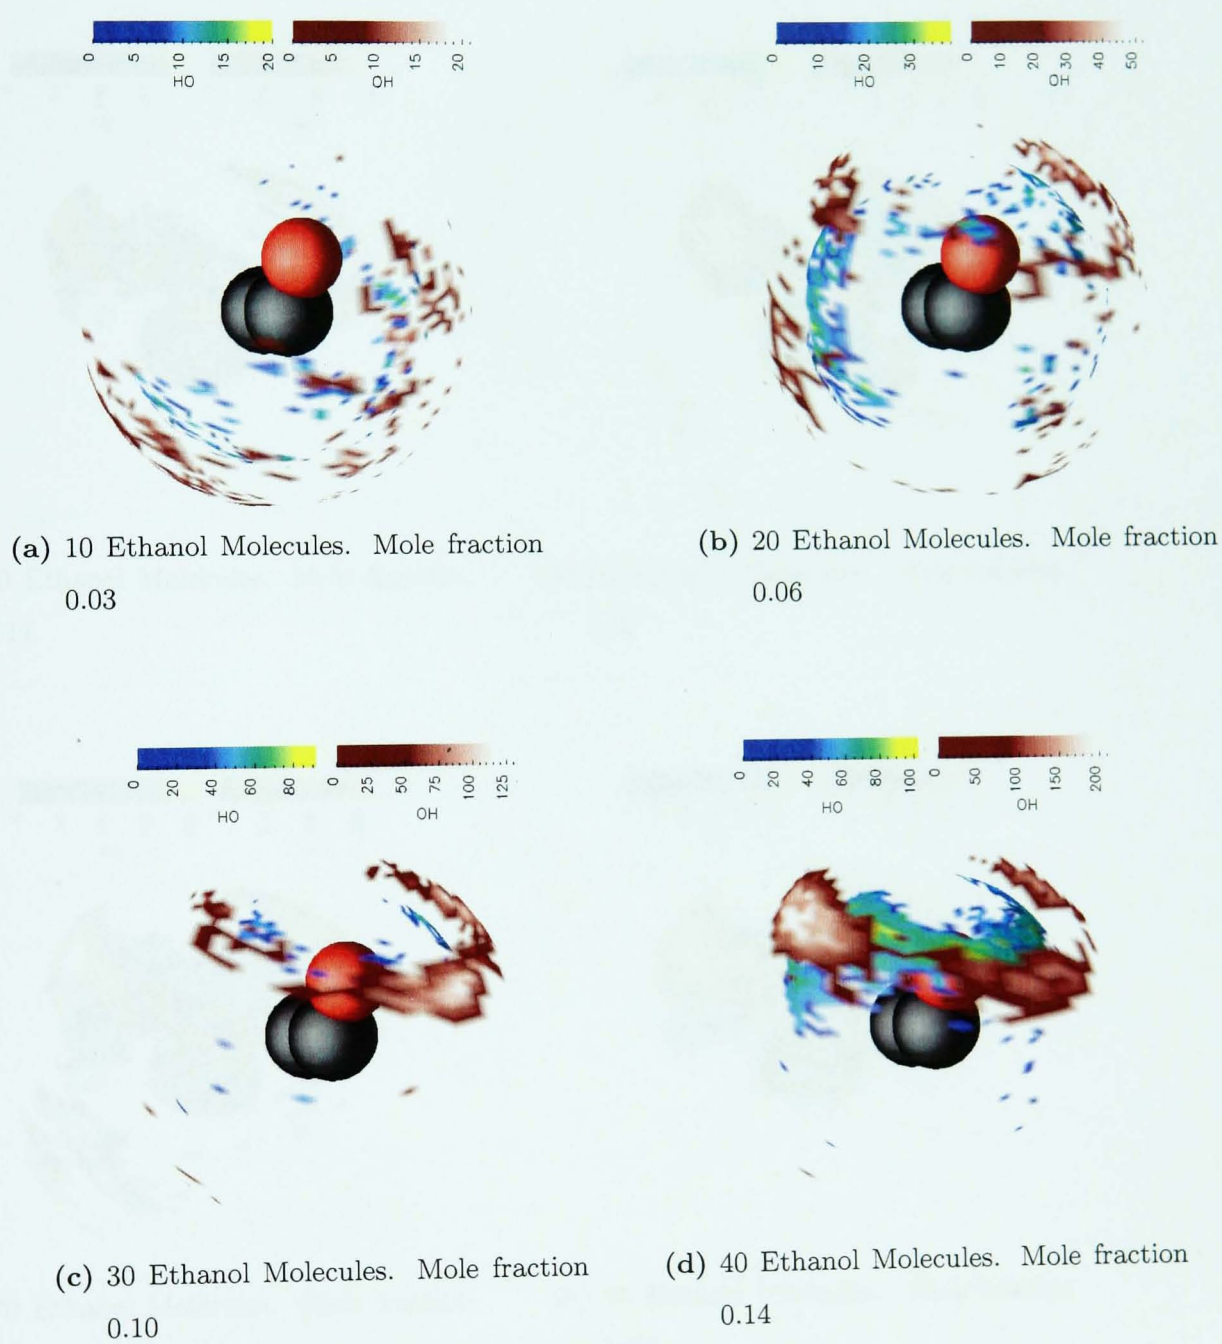 0 5 10 15 20 0 5 10 15 20
HO OH
0 10 20 30 0 10 20 30 40 50
HO OH
(a) 10 Ethanol Molecules. Mole fraction
0.03
(b) 20 Ethanol Molecules. Mole fraction
0.06
0 20 40 60 80 0 25 50 75 100 125
HO OH
0 20 40 60 80 100 0 50 100 150 200
HO OH
(c) 30 Ethanol Molecules. Mole fraction
0.10
(d) 40 Ethanol Molecules. Mole fraction
0.14